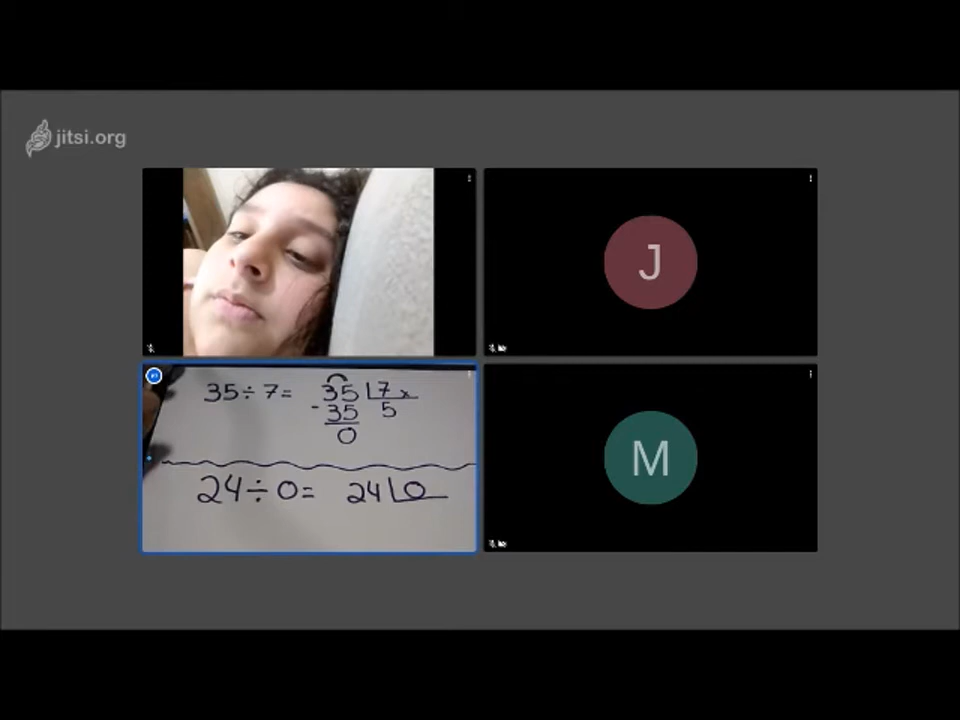 jitsi.org
J
35÷7= 35 7 x
- 35 5
0
24÷0= 24 0
M